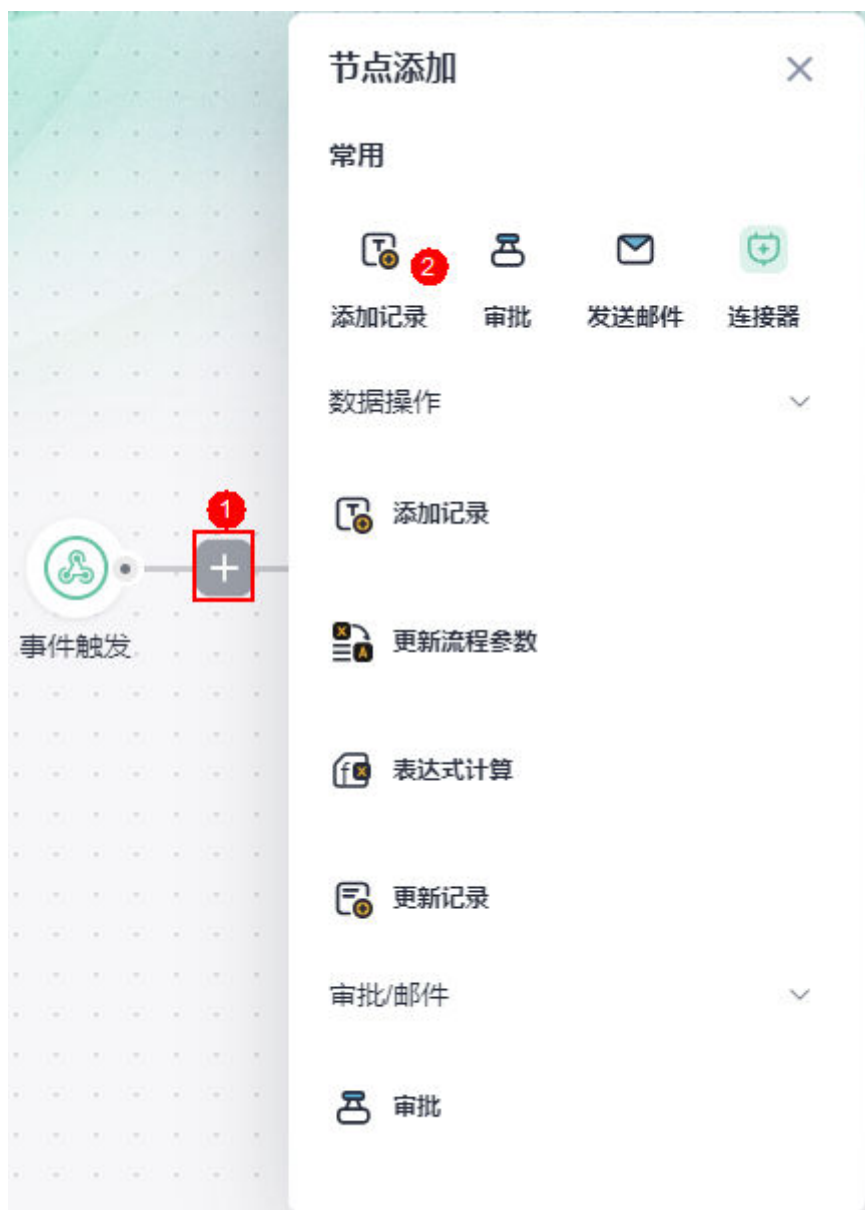 节点添加
常用
2
添加记录 审批 发送邮件 连接器
数据操作
添加记录
1
事件触发
更新流程参数
表达式计算
更新记录
审批/邮件
审批